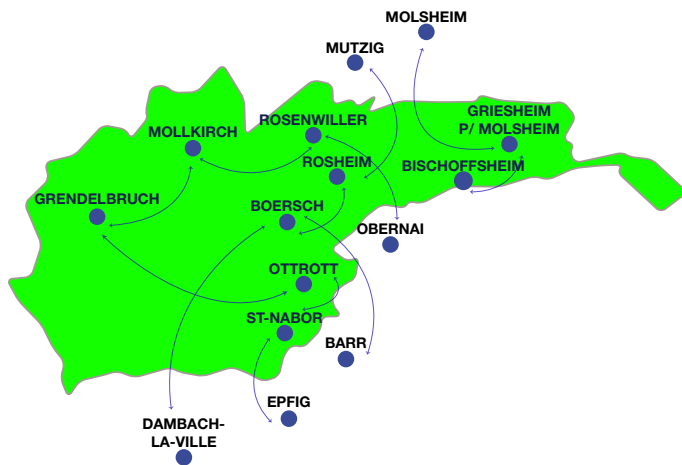 MOLSHEIM
MUTZIG
GRIESHEIM
P/ MOLSHEIM
ROSENWILLER
MOLLKIRCH
ROSHEIM
BISCHOFFSHEIM
GRENDELBRUCH
BOERSCH
OBERNAI
OTTROTT
ST-NABOR
BARR
EPFIG
DAMBACH-
LA-VILLE